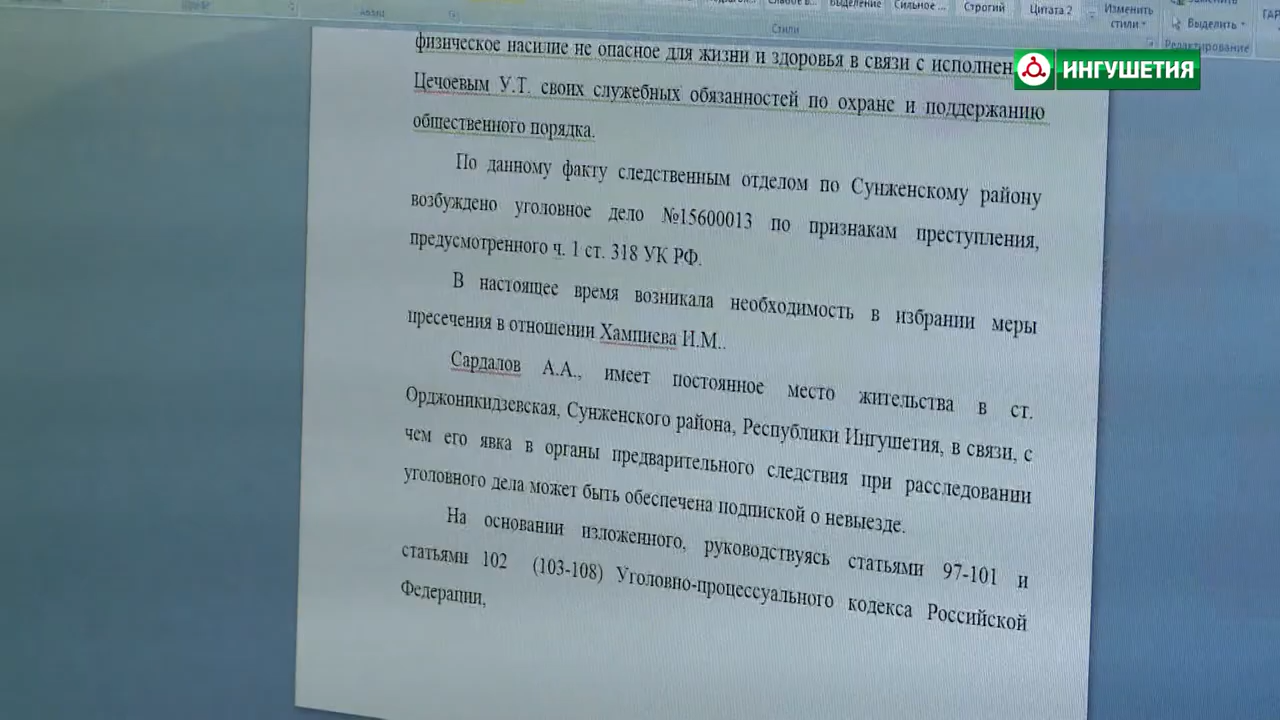 Выделение
Сильное ...
Строгий
Цитата 2
Изменить
стили
Выделить
Стили
Редактирование
ИНГУШЕТИЯ
физическое насилие не опасное для жизни и здоровья в связи с исполнен
Цечоевым У.Т. своих служебных обязанностей по охране и поддержанию
общественного порядка.
По данному факту следственным отделом по Сунженскому району
возбуждено уголовное дело №15600013 по признакам преступления,
предусмотренного ч. 1 ст. 318 УК РФ.
В настоящее время возникала необходимость в избрании меры
пресечения в отношении Хампиева И.М..
Сардалов А.А., имеет постоянное место жительства в ст.
Орджоникидзевская, Сунженского района, Республики Ингушетия, в связи, с
чем его явка в органы предварительного следствия при расследовании
уголовного дела может быть обеспечена подпиской о невыезде.
На основании изложенного, руководствуясь статьями 97-101 и
статьями 102 (103-108) Уголовно-процессуального кодекса Российской
Федерации,